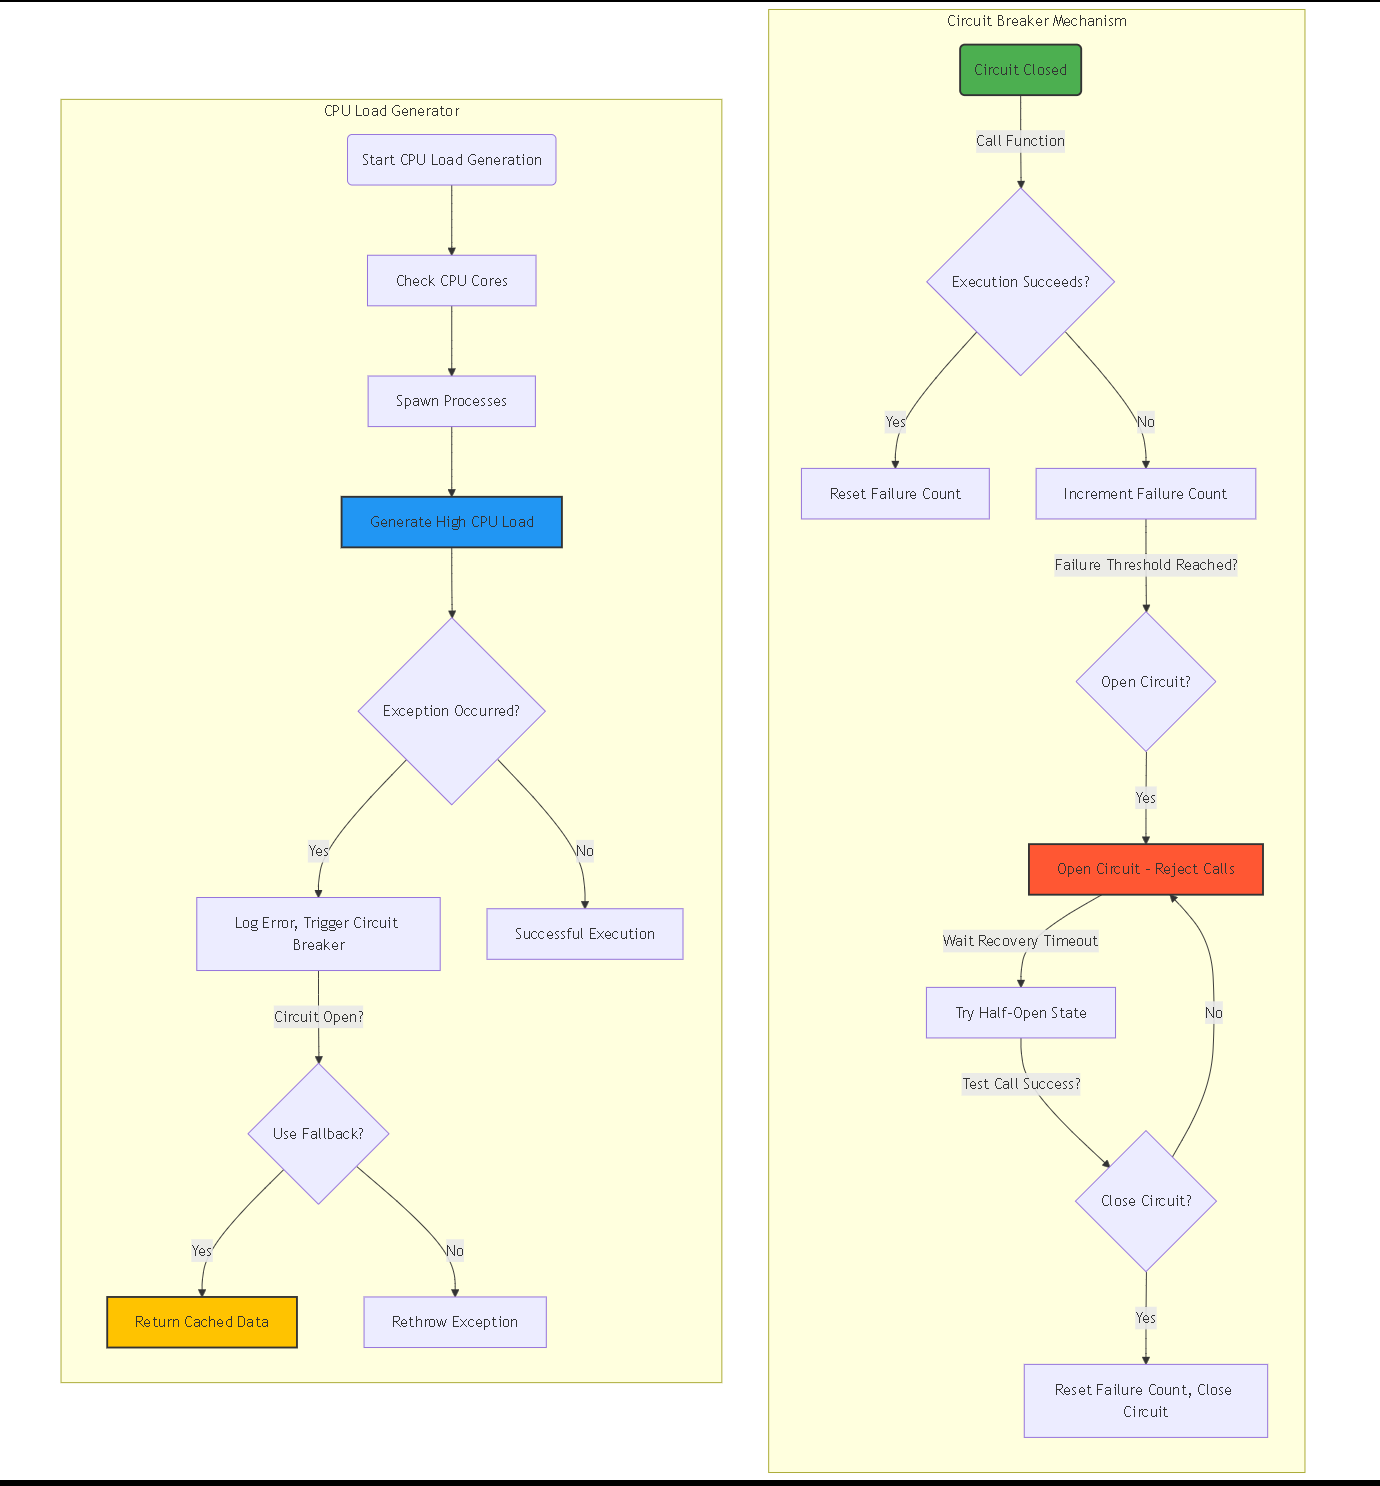 CPU Load Generator
Start CPU Load Generation
Check CPU Cores
Spawn Processes
Generate High CPU Load
Exception Occurred?
Yes
No
Log Error, Trigger Circuit
Breaker
Successful Execution
Circuit Open?
Use Fallback?
Yes
No
Return Cached Data
Rethrow Exception
Circuit Breaker Mechanism
Circuit Closed
Call Function
Execution Succeeds?
Yes
No
Reset Failure Count
Increment Failure Count
Failure Threshold Reached?
Open Circuit?
Yes
Open Circuit - Reject Calls
Wait Recovery Timeout
Try Half-Open State
No
Test Call Success?
Close Circuit?
Yes
Reset Failure Count, Close
Circuit